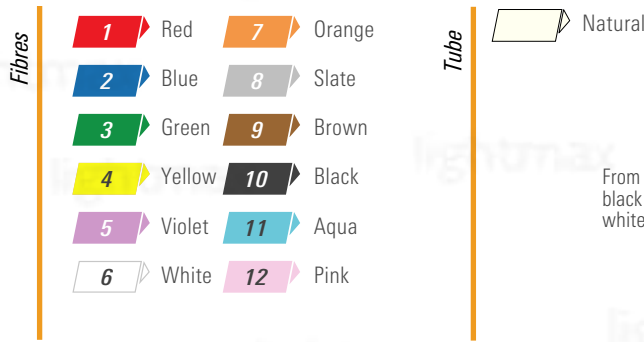 Fibres
1 Red 7 Orange
2 Blue 8 Slate
3 Green 9 Brown
4 Yellow 10 Black
5 Violet 11 Aqua
6 White 12 Pink
Tube
Natural
From
black
white
lightmax